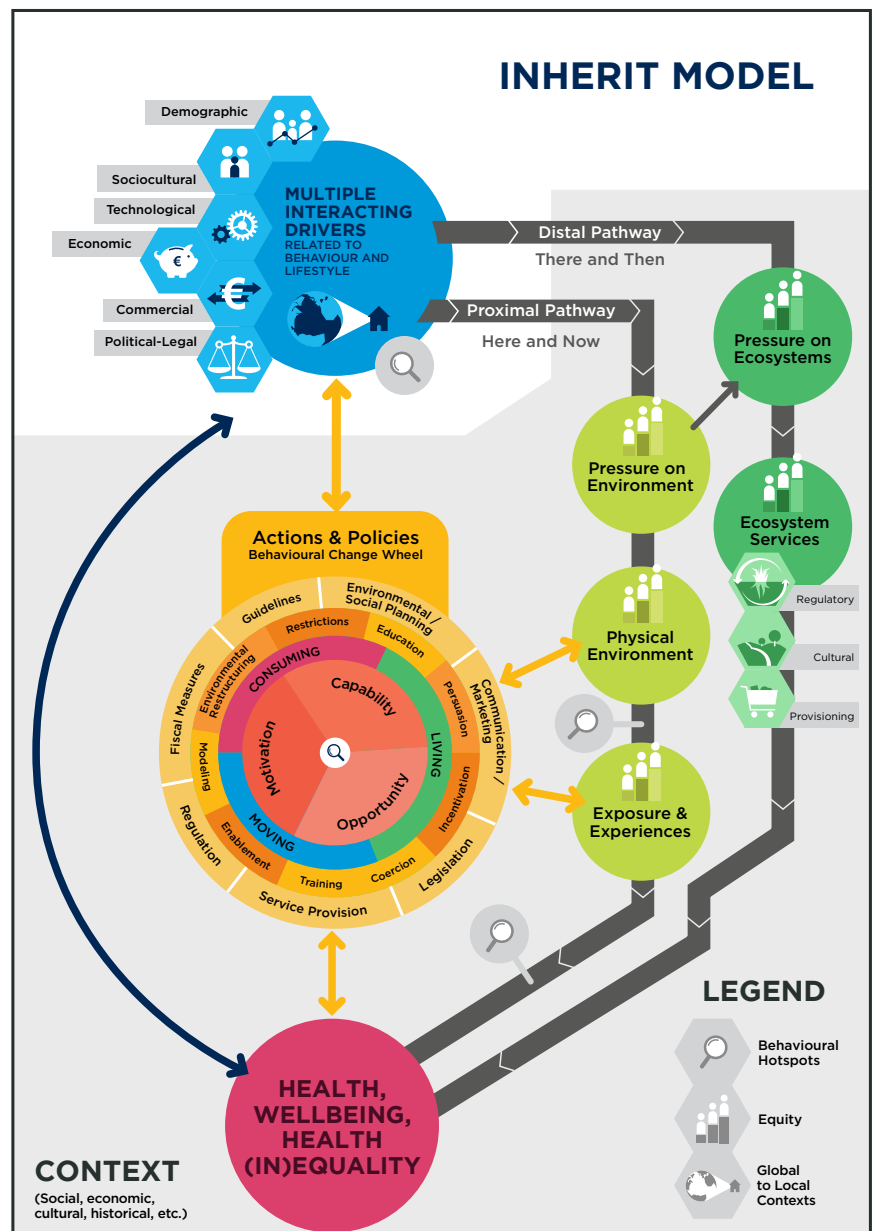 INHERIT MODEL
Demographic
Sociocultural
Technological
Economic
Commercial
Political-Legal
€
€
MULTIPLE
INTERACTING
DRIVERS
RELATED TO
BEHAVIOUR AND
LIFESTYLE
Distal Pathway
There and Then
Proximal Pathway
Here and Now
Pressure on
Ecosystems
Pressure on
Environment
Ecosystem
Services
Regulatory
Cultural
Provisioning
Physical
Environment
Exposure &
Experiences
Actions & Policies
Behavioural Change Wheel
Guidelines
Environmental /
Social Planning
Communication /
Marketing
Legislation
Service Provision
Regulation
Fiscal Measures
Restrictions
Education
Persuasion
Incentivation
Coercion
Training
Enablement
Modeling
Environmental
Restructuring
CONSUMING
LIVING
MOVING
Capability
Opportunity
Motivation
HEALTH,
WELLBEING,
HEALTH
(IN)EQUALITY
CONTEXT
(Social, economic,
cultural, historical, etc.)
LEGEND
Behavioural
Hotspots
Equity
Global
to Local
Contexts